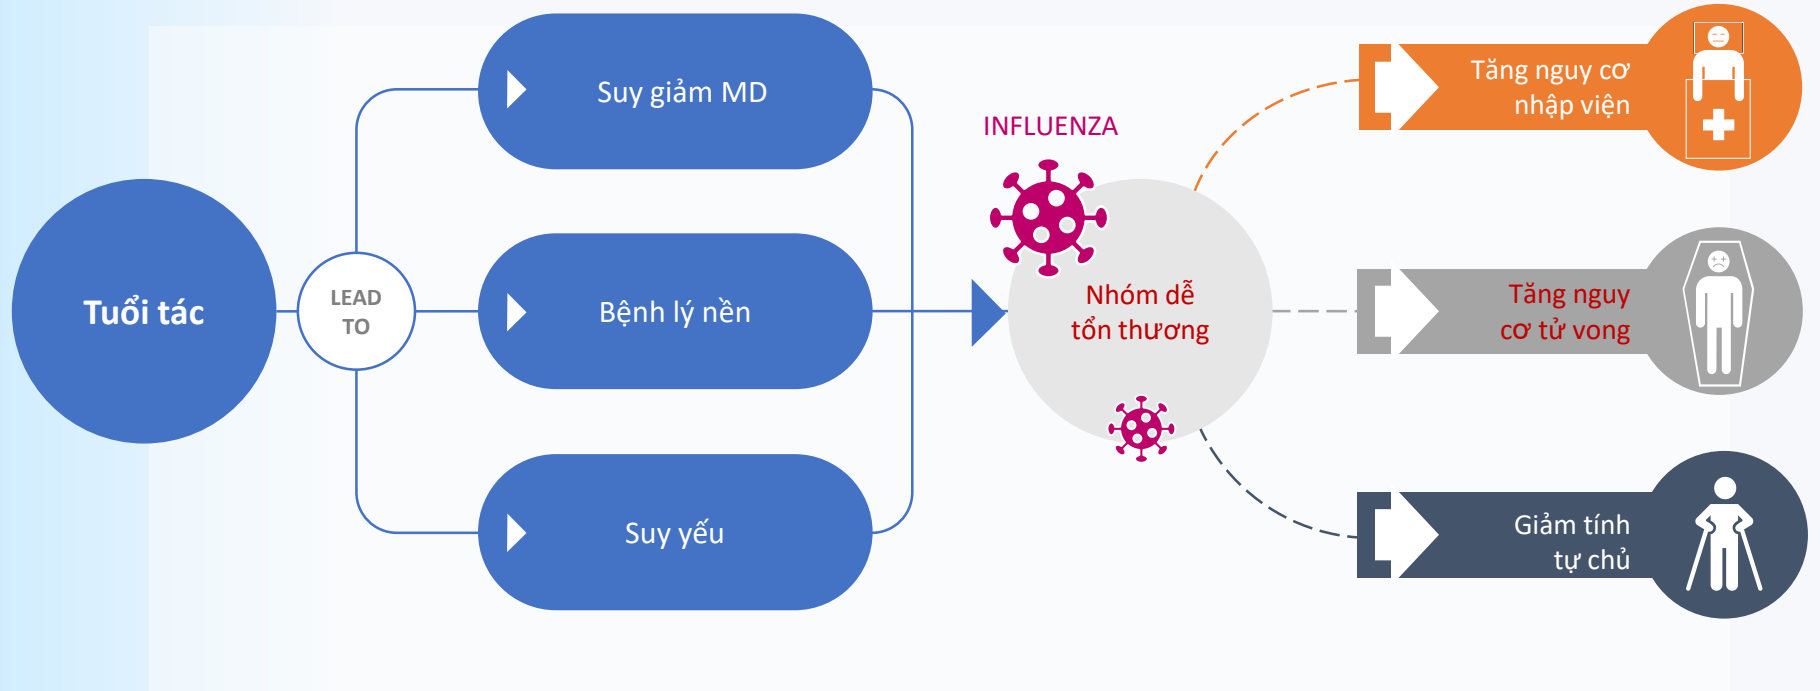 Tuổi tác
LEAD
TO
Suy giảm MD
Bệnh lý nền
Suy yếu
INFLUENZA
Nhóm dễ
tổn thương
Tăng nguy cơ
nhập viện
Tăng nguy
cơ tử vong
Giảm tính
tự chủ